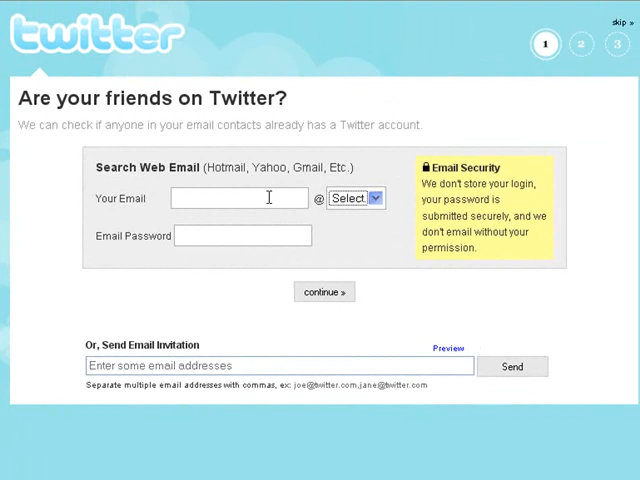 twitter
skip »
1 2 3
Are your friends on Twitter?
We can check if anyone in your email contacts already has a Twitter account.
Search Web Email (Hotmail, Yahoo, Gmail, Etc.)
Your Email @ Select.
Email Password
Email Security
We don't store your login,
your password is
submitted securely, and we
don't email without your
permission.
continue »
Or, Send Email Invitation
Preview
Enter some email addresses
Send
Separate multiple email addresses with commas, ex: joe@twitter.com,jane@twitter.com